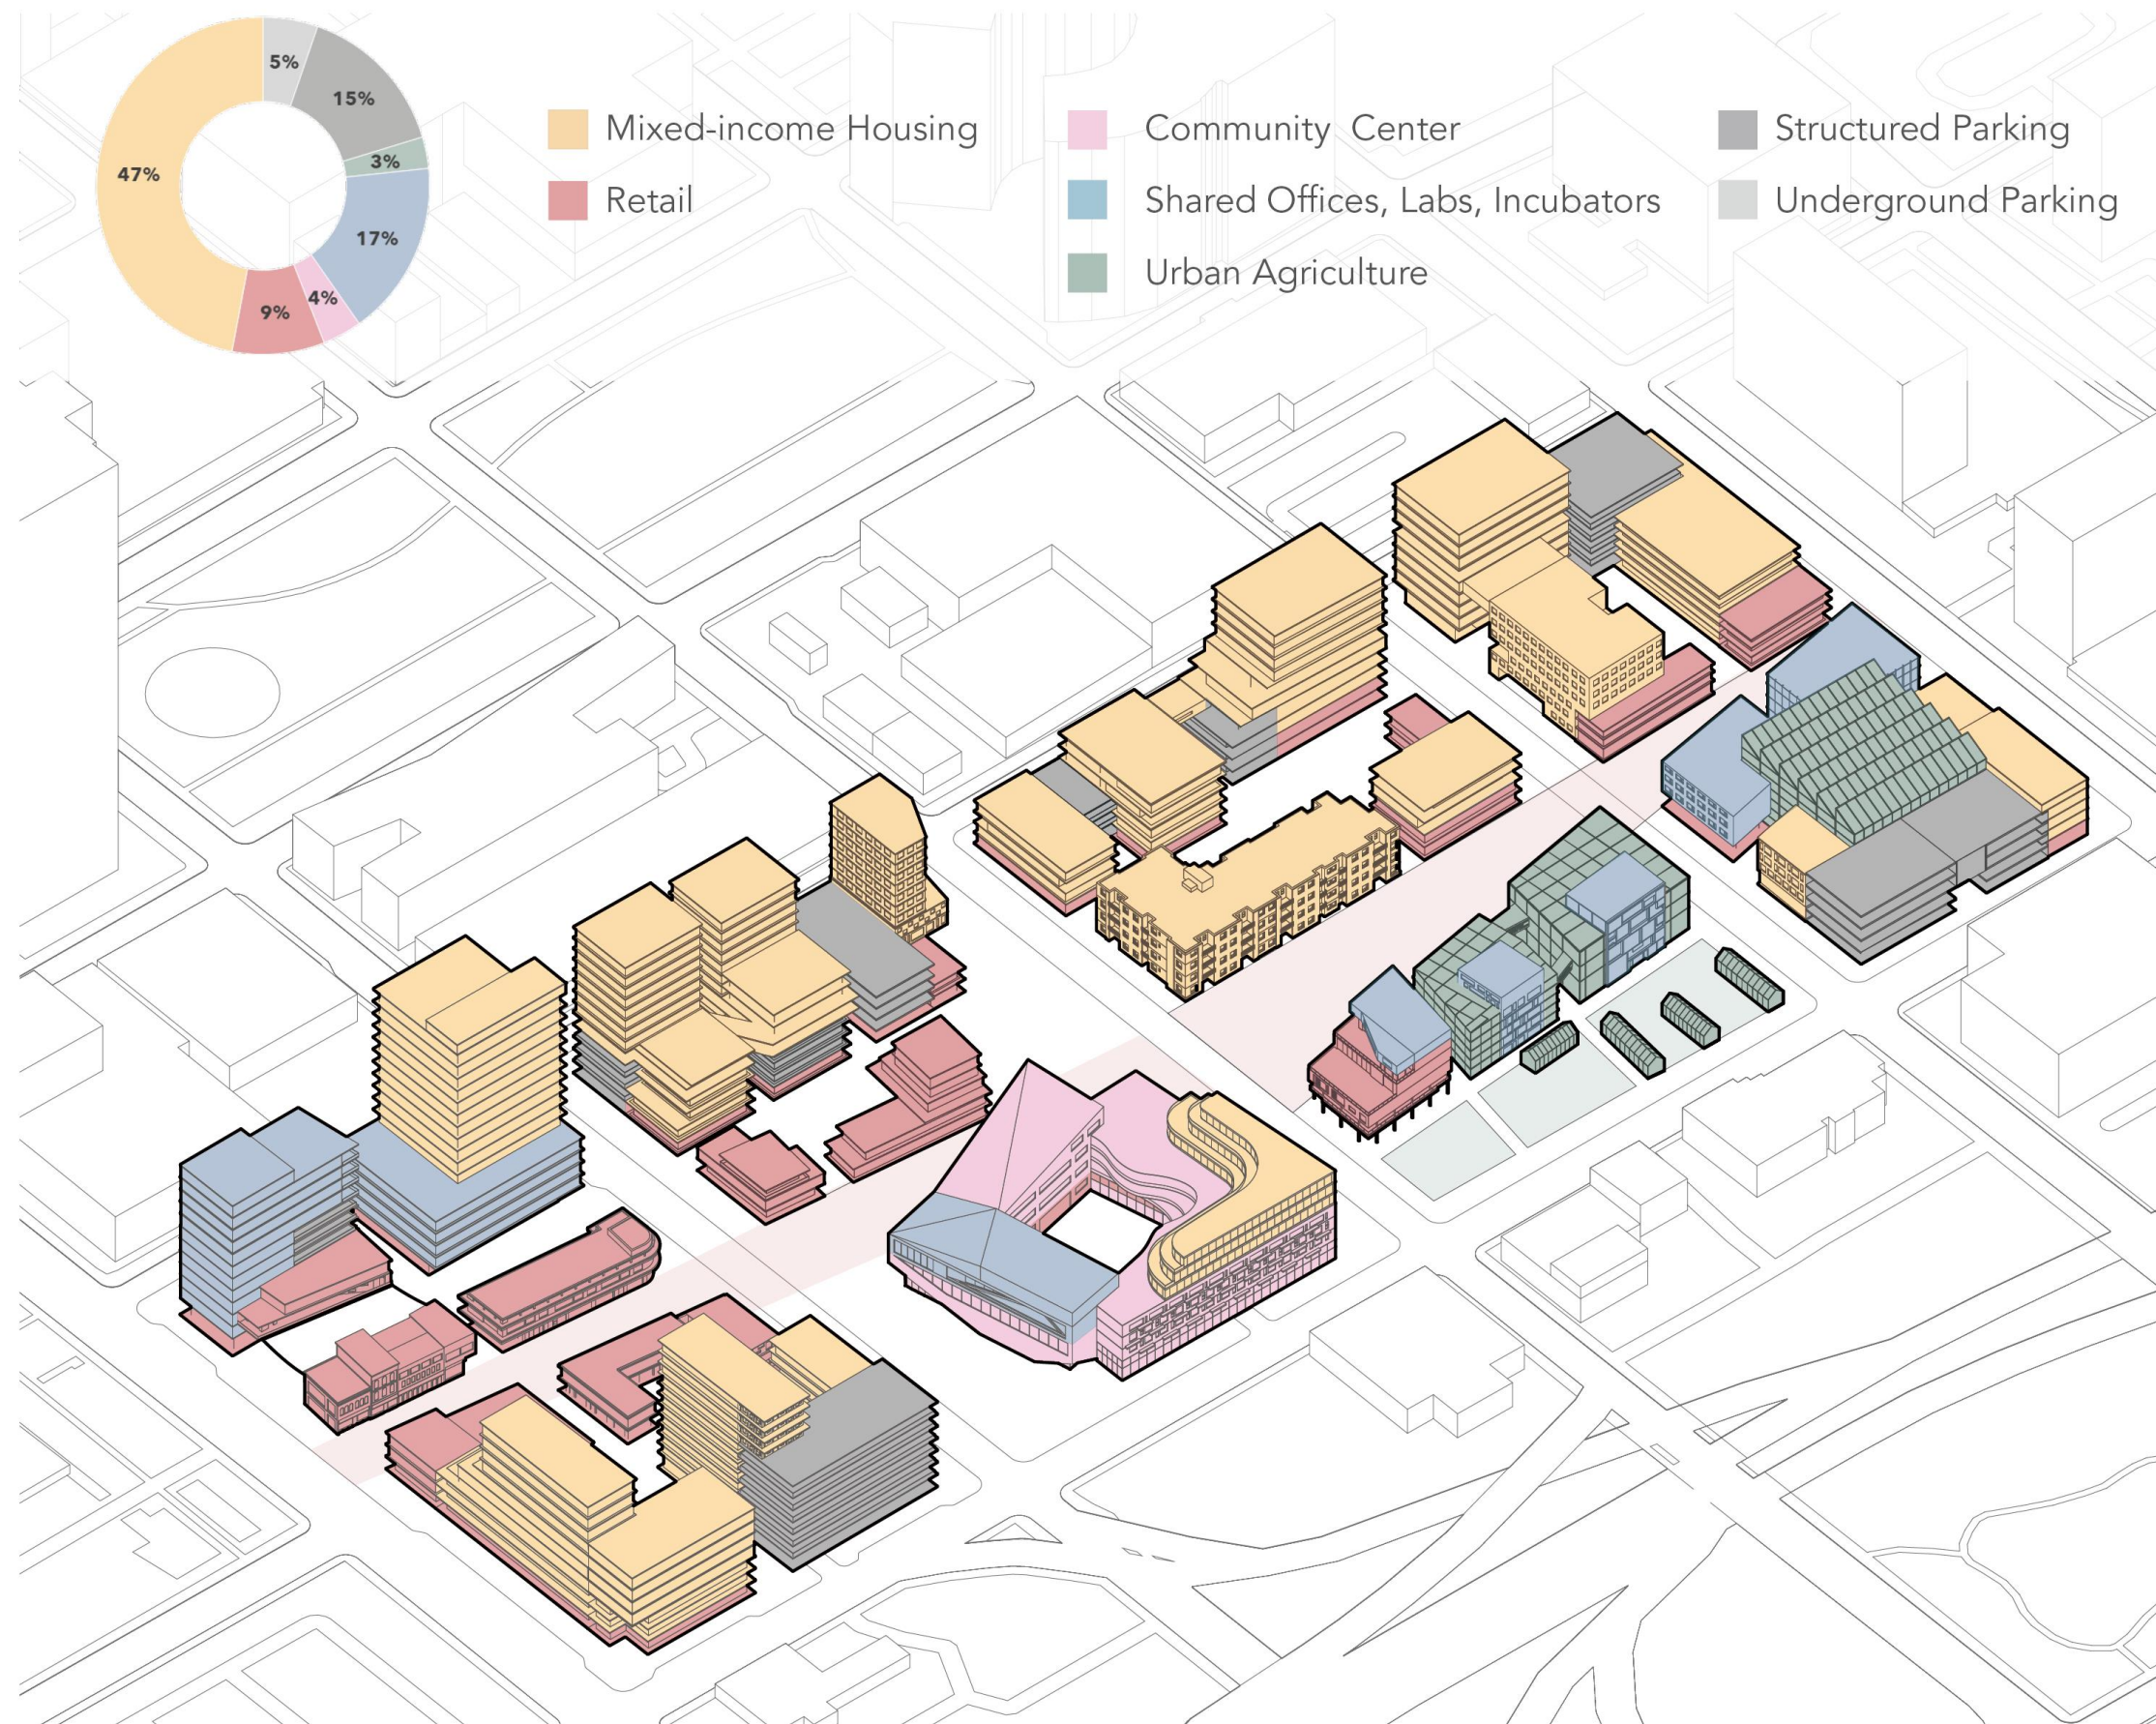 5%
15%
3%
47%
17%
4%
9%
Mixed-income Housing
Retail
Community Center
Shared Offices, Labs, Incubators
Urban Agriculture
Structured Parking
Underground Parking